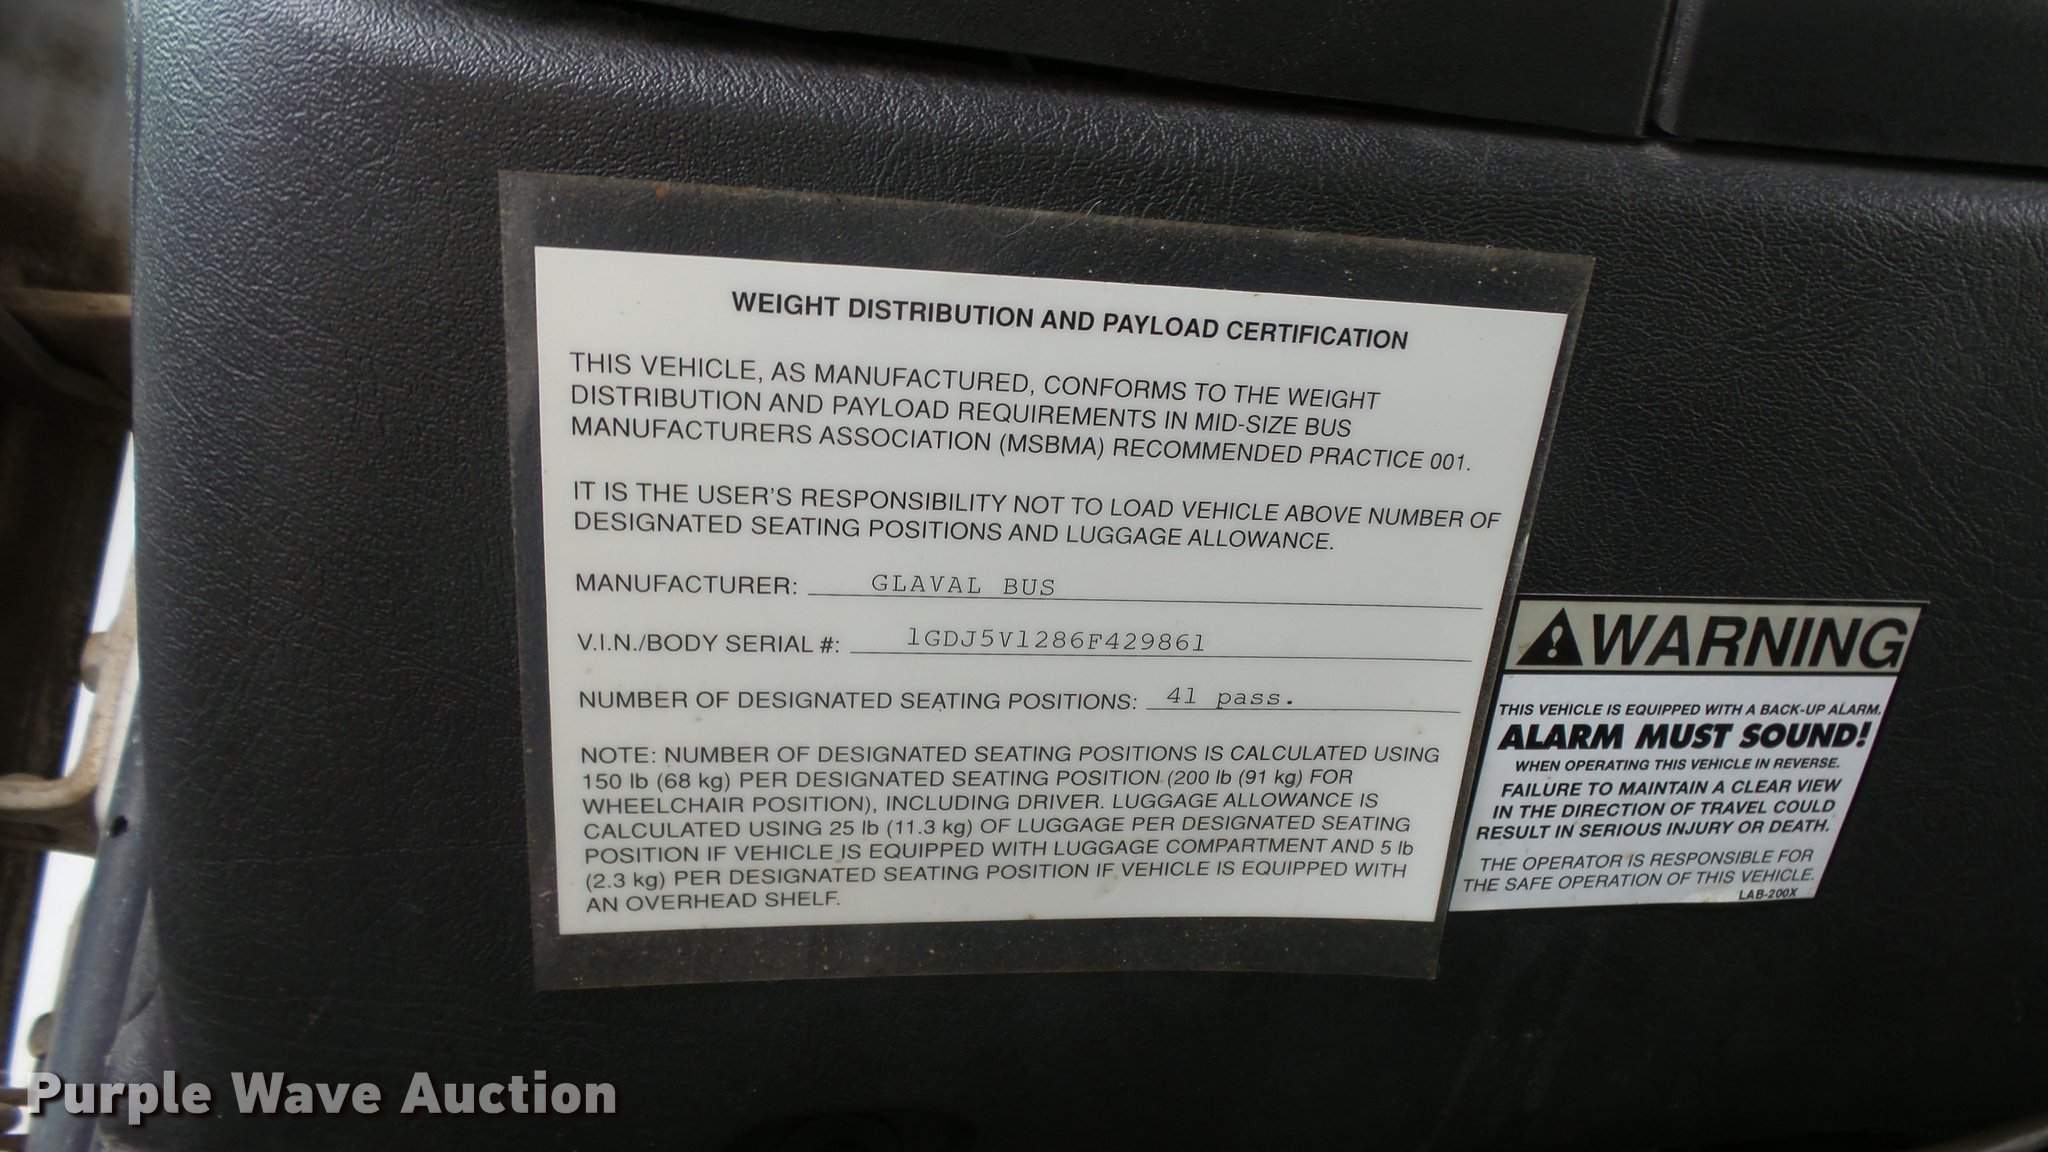 WEIGHT DISTRIBUTION AND PAYLOAD CERTIFICATION
THIS VEHICLE, AS MANUFACTURED, CONFORMS TO THE WEIGHT
DISTRIBUTION AND PAYLOAD REQUIREMENTS IN MID-SIZE BUS
MANUFACTURERS ASSOCIATION (MSBMA) RECOMMENDED PRACTICE 001.
IT IS THE USER'S RESPONSIBILITY NOT TO LOAD VEHICLE ABOVE NUMBER OF
DESIGNATED SEATING POSITIONS AND LUGGAGE ALLOWANCE.
MANUFACTURER: GLAVAL BUS
V.I.N./BODY SERIAL #: 1GDJ5V1286F429861
NUMBER OF DESIGNATED SEATING POSITIONS: 41 pass.
NOTE: NUMBER OF DESIGNATED SEATING POSITIONS IS CALCULATED USING
150 lb (68 kg) PER DESIGNATED SEATING POSITION (200 lb (91 kg) FOR
WHEELCHAIR POSITION), INCLUDING DRIVER. LUGGAGE ALLOWANCE IS
CALCULATED USING 25 lb (11.3 kg) OF LUGGAGE PER DESIGNATED SEATING
POSITION IF VEHICLE IS EQUIPPED WITH LUGGAGE COMPARTMENT AND 5 lb
(2.3 kg) PER DESIGNATED SEATING POSITION IF VEHICLE IS EQUIPPED WITH
AN OVERHEAD SHELF.
WARNING
THIS VEHICLE IS EQUIPPED WITH A BACK-UP ALARM.
ALARM MUST SOUND!
WHEN OPERATING THIS VEHICLE IN REVERSE.
FAILURE TO MAINTAIN A CLEAR VIEW
IN THE DIRECTION OF TRAVEL COULD
RESULT IN SERIOUS INJURY OR DEATH.
THE OPERATOR IS RESPONSIBLE FOR
THE SAFE OPERATION OF THIS VEHICLE.
LAB-200X
Purple Wave Auction